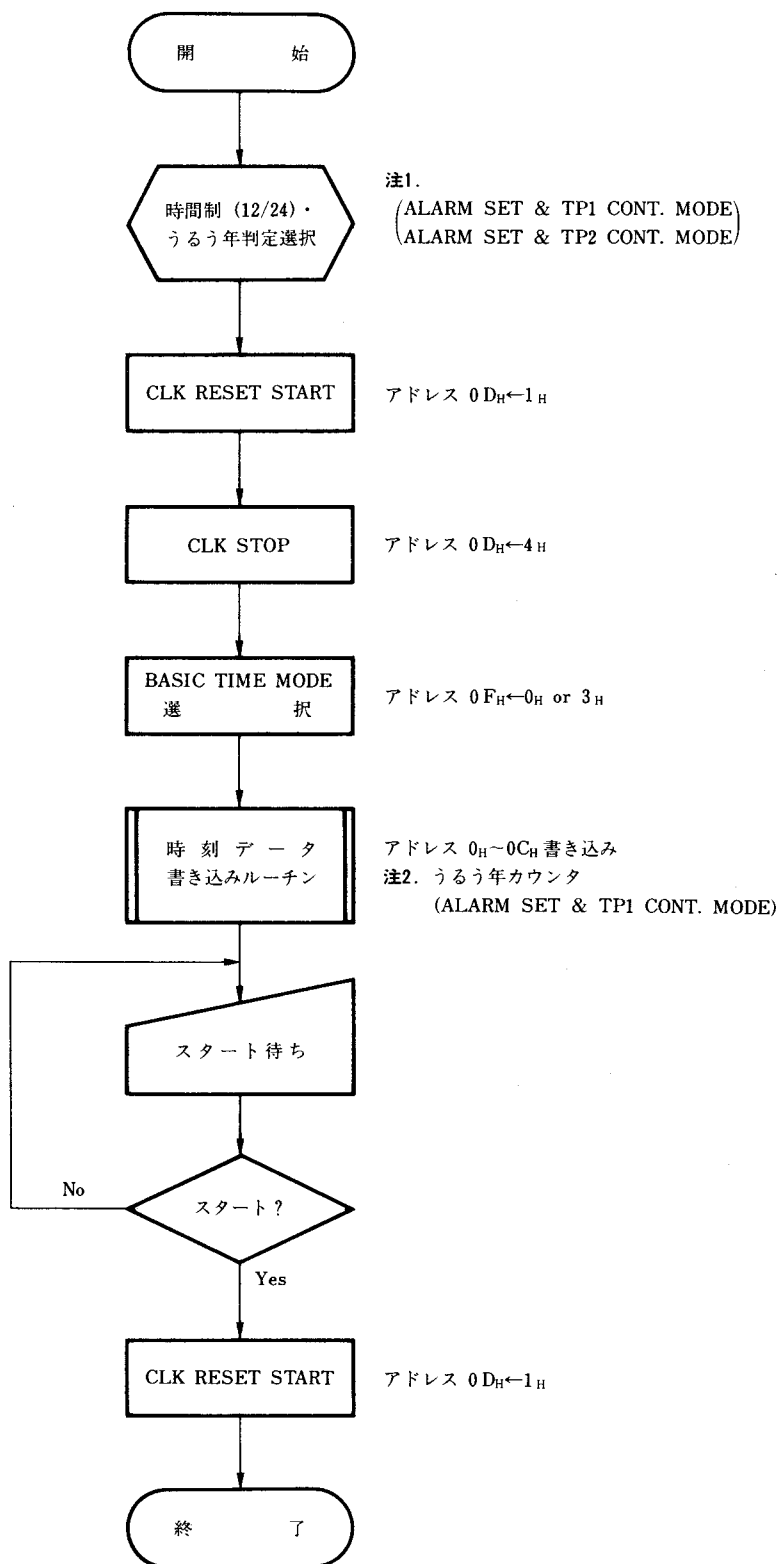 開始
時間制 (12/24)・
うるう年判定選択
注1.
(ALARM SET & TP1 CONT. MODE)
(ALARM SET & TP2 CONT. MODE)
CLK RESET START
アドレス 0DH←1H
CLK STOP
アドレス 0DH←4H
BASIC TIME MODE
選択
アドレス 0FH←0H or 3H
時刻データ
書き込みルーチン
アドレス 0H~0CH 書き込み
注2. うるう年カウンタ
(ALARM SET & TP1 CONT. MODE)
スタート待ち
スタート?
No
Yes
CLK RESET START
アドレス 0DH←1H
終了